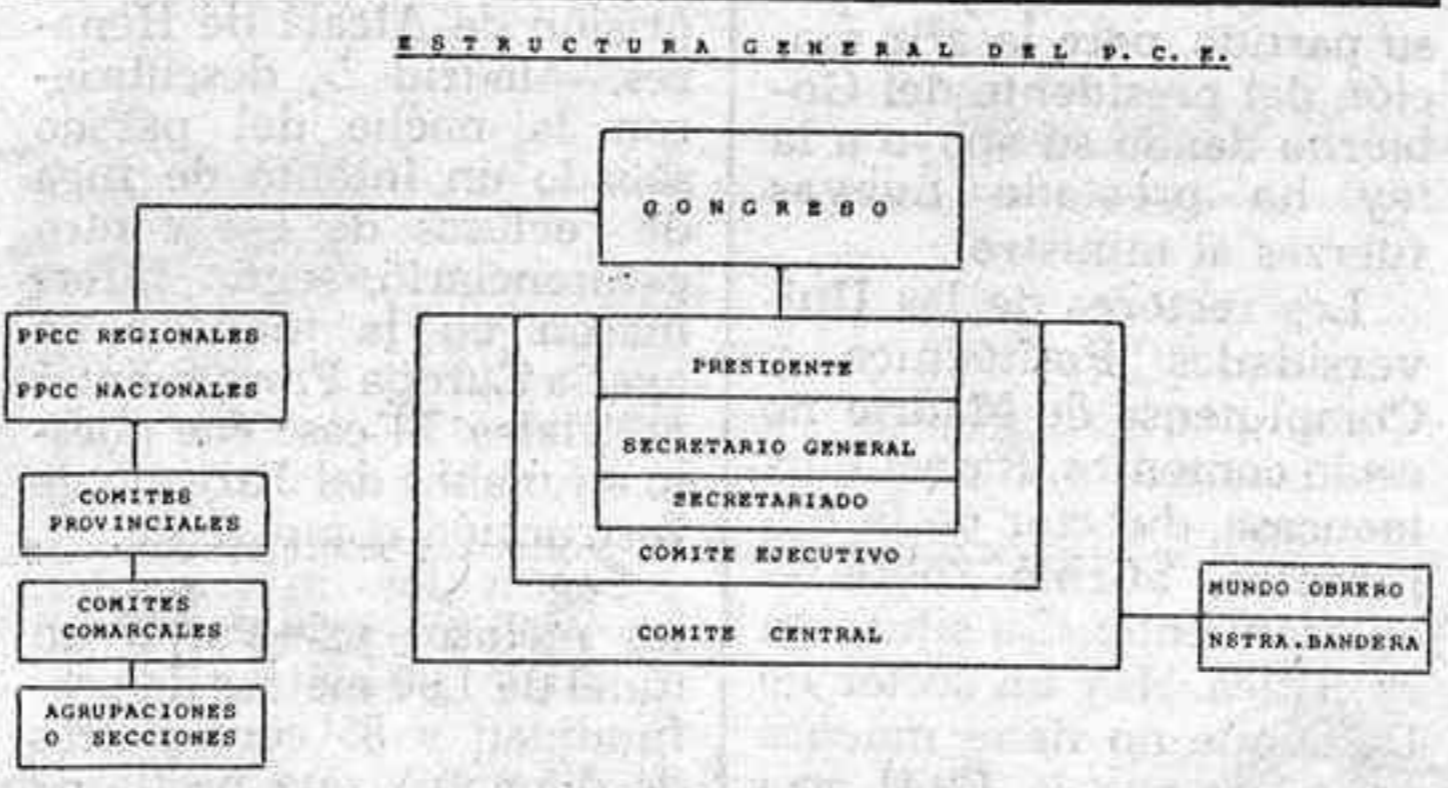 ESTRUCTURA GENERAL DEL P.C.E.
CONGRESO
PPCC REGIONALES
PPCC NACIONALES
COMITES
PROVINCIALES
COMITES
COMARCALES
AGRUPACIONES
O SECCIONES
PRESIDENTE
SECRETARIO GENERAL
SECRETARIADO
COMITE EJECUTIVO
COMITE CENTRAL
MUNDO OBRERO
NSTRA.BANDERA